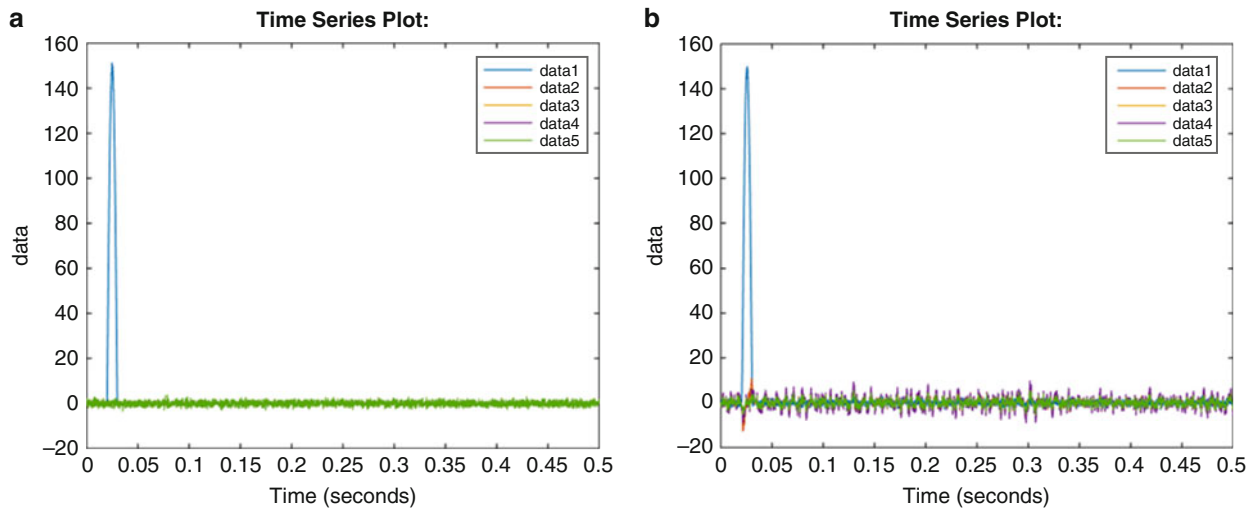 a
Time Series Plot:
160
140
120
100
80
60
40
20
0
–20
data
0 0.05 0.1 0.15 0.2 0.25 0.3 0.35 0.4 0.45 0.5
Time (seconds)
data1
data2
data3
data4
data5
b
Time Series Plot:
160
140
120
100
80
60
40
20
0
–20
data
0 0.05 0.1 0.15 0.2 0.25 0.3 0.35 0.4 0.45 0.5
Time (seconds)
data1
data2
data3
data4
data5